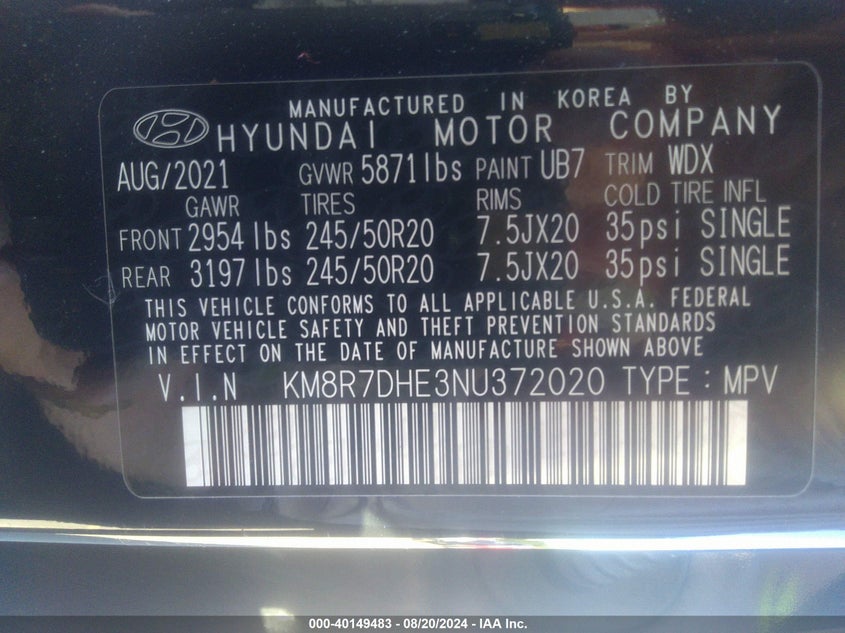 MANUFACTURED IN KOREA BY
HYUNDAI MOTOR COMPANY
AUG/2021 GVWR 5871lbs PAINT UB7 TRIM WDX
GAWR TIRES RIMS COLD TIRE INFL
FRONT 2954 lbs 245/50R20 7.5JX20 35psi SINGLE
REAR 3197 lbs 245/50R20 7.5JX20 35psi SINGLE
THIS VEHICLE CONFORMS TO ALL APPLICABLE U.S.A. FEDERAL
MOTOR VEHICLE SAFETY AND THEFT PREVENTION STANDARDS
IN EFFECT ON THE DATE OF MANUFACTURE SHOWN ABOVE
V.I.N KM8R7DHE3NU372020 TYPE : MPV
000-40149483 - 08/20/2024 - IAA Inc.